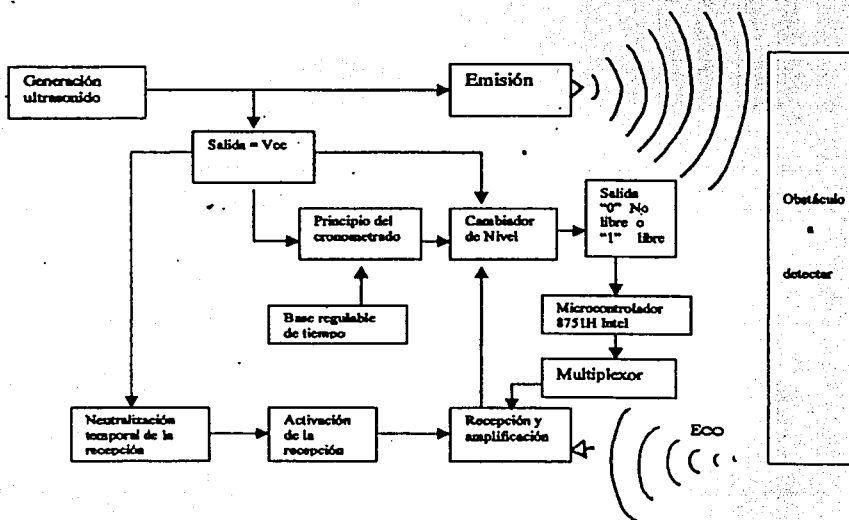 Generación
ultrasonido
Emisión
Salida = Vcc
Principio del
cronometrado
Cambiador
de Nivel
Salida
"0" No
libre o
"1" libre
Obstáculo
a
detectar
Base regulable
de tiempo
Microcontrolador
8751H Intel
Multiplexor
Neutralización
temporal de la
recepción
Activación
de la
recepción
Recepción y
amplificación
Eco